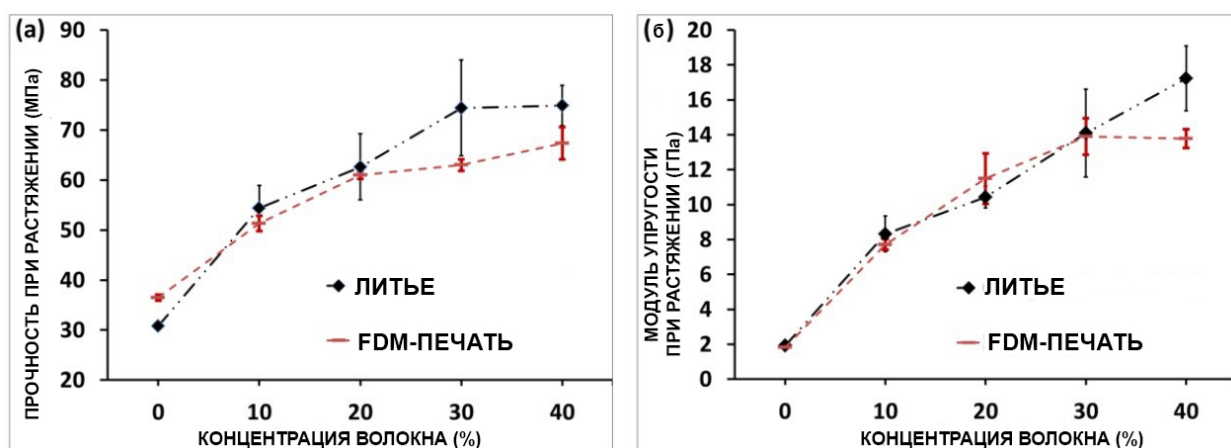 (а)
ПРОЧНОСТЬ ПРИ РАСТЯЖЕНИИ (МПа)
90
80
70
60
50
40
30
20
ЛИТЬЕ
FDM-ПЕЧАТЬ
0 10 20 30 40
КОНЦЕНТРАЦИЯ ВОЛОКНА (%)
(б)
МОДУЛЬ УПРУГОСТИ
ПРИ РАСТЯЖЕНИИ (ГПа)
20
18
16
14
12
10
8
6
4
2
0
ЛИТЬЕ
FDM-ПЕЧАТЬ
0 10 20 30 40
КОНЦЕНТРАЦИЯ ВОЛОКНА (%)